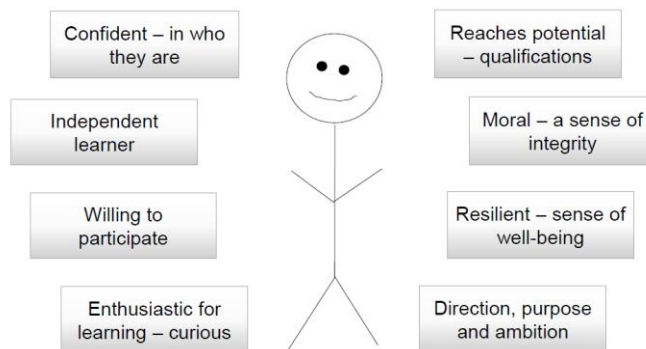 Confident – in who
they are
Reaches potential
– qualifications
Independent
learner
Moral – a sense of
integrity
Willing to
participate
Resilient – sense of
well-being
Enthusiastic for
learning – curious
Direction, purpose
and ambition